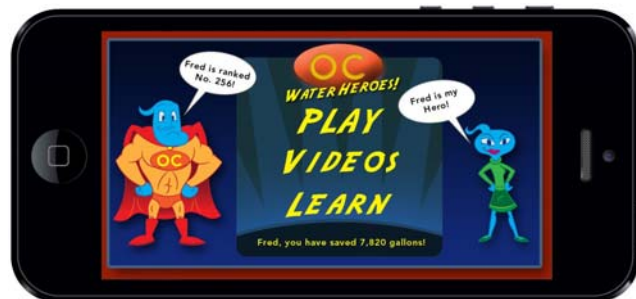 Fred is ranked
No. 256!
OC
WATER HEROES!
PLAY
VIDEOS
LEARN
Fred is my
Hero!
OC
Fred, you have saved 7,820 gallons!